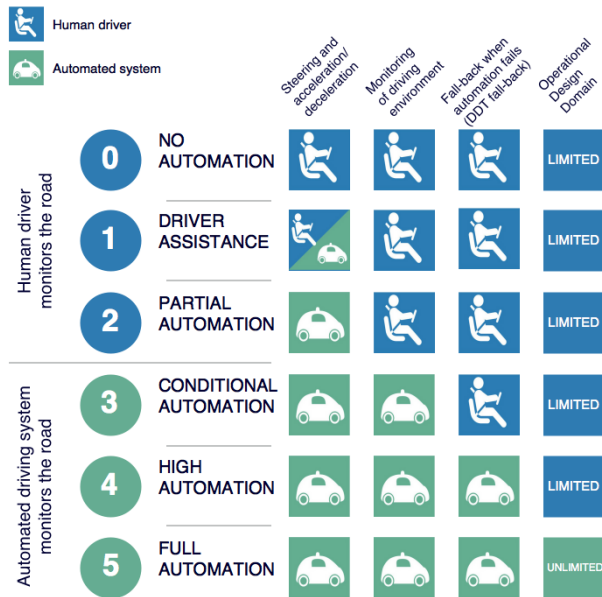 Human driver
Automated system
Steering and
acceleration/
deceleration
Monitoring
of driving
environment
Fall-back when
automation fails
(DDT fall-back)
Operational
Design
Domain
Human driver
monitors the road
0
NO
AUTOMATION
LIMITED
1
DRIVER
ASSISTANCE
LIMITED
2
PARTIAL
AUTOMATION
LIMITED
Automated driving system
monitors the road
3
CONDITIONAL
AUTOMATION
LIMITED
4
HIGH
AUTOMATION
LIMITED
5
FULL
AUTOMATION
UNLIMITED